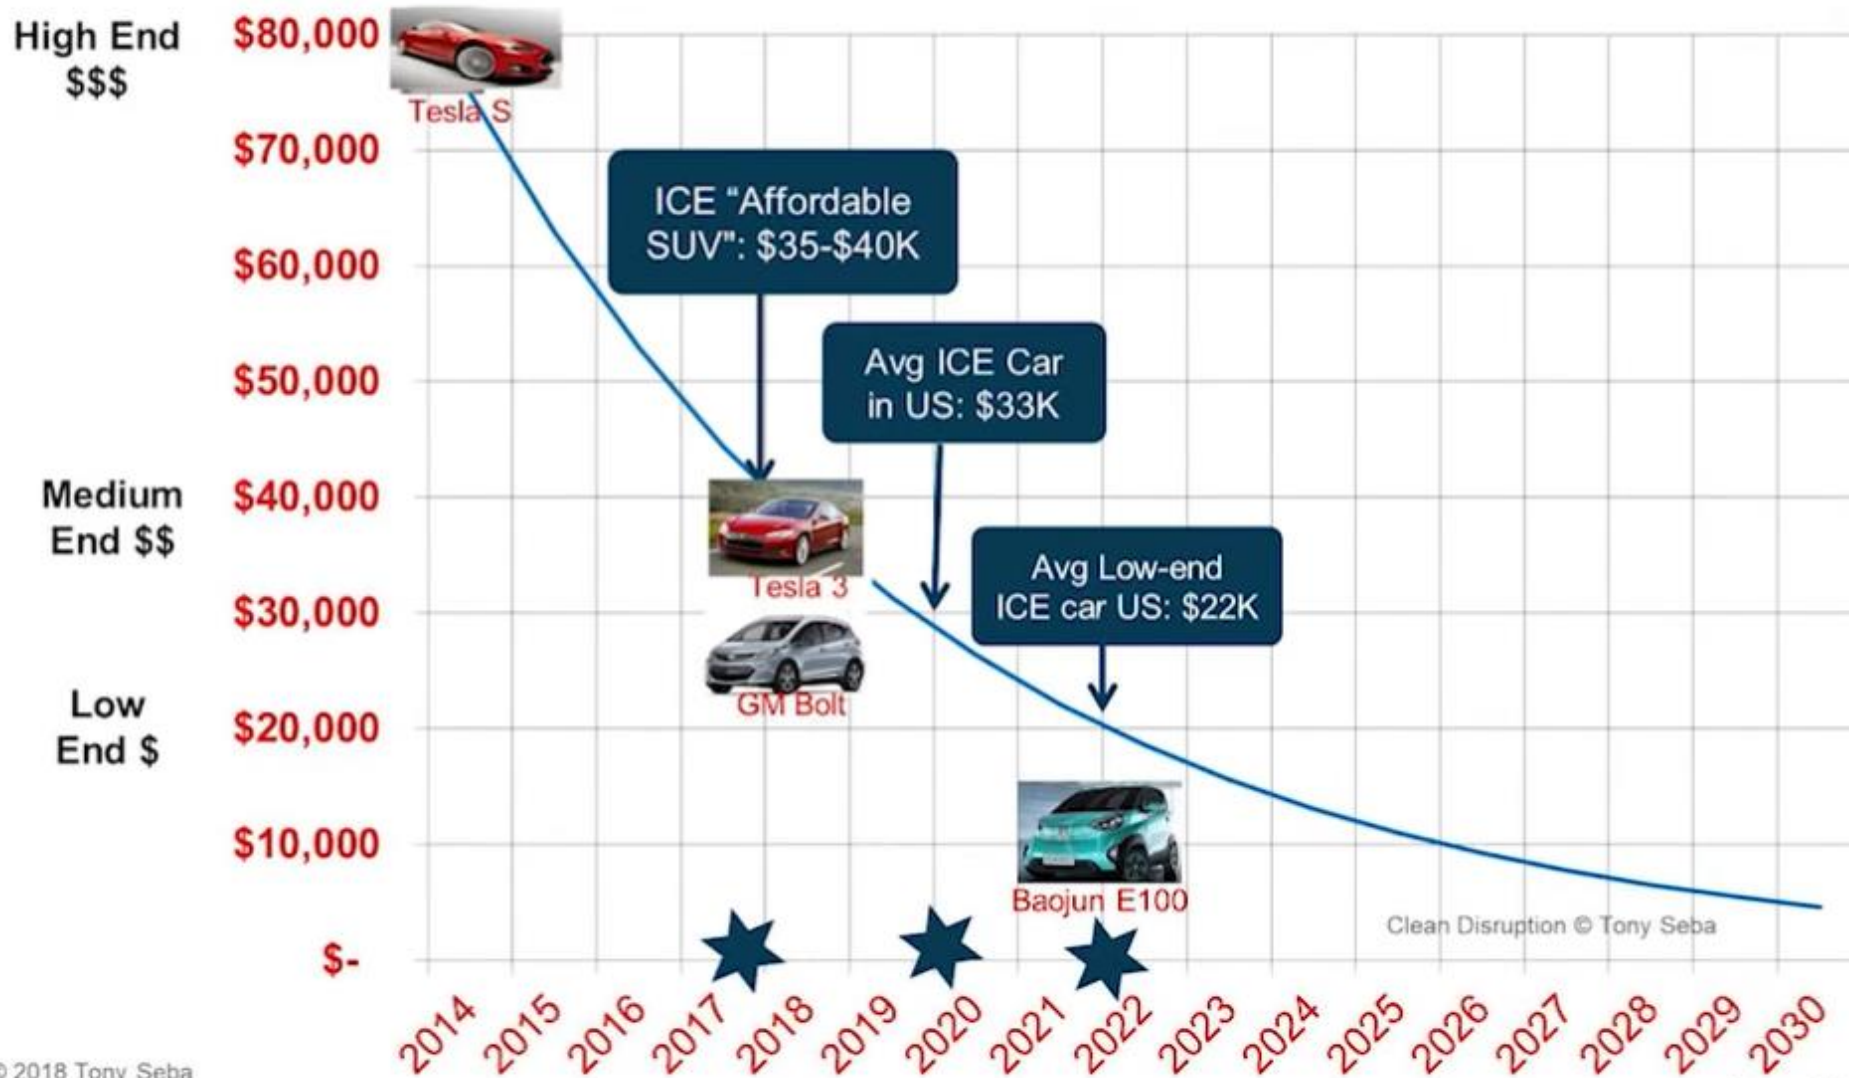 High End
$$$
$80,000
Tesla S
$70,000
ICE “Affordable
SUV”: $35-$40K
$60,000
Avg ICE Car
in US: $33K
$50,000
Medium
End $$
$40,000
Tesla 3
Avg Low-end
ICE car US: $22K
$30,000
GM Bolt
Low
End $
$20,000
$10,000
Baojun E100
Clean Disruption © Tony Seba
$-
2014
2015
2016
2017
2018
2019
2020
2021
2022
2023
2024
2025
2026
2027
2028
2029
2030
© 2018 Tony Seba